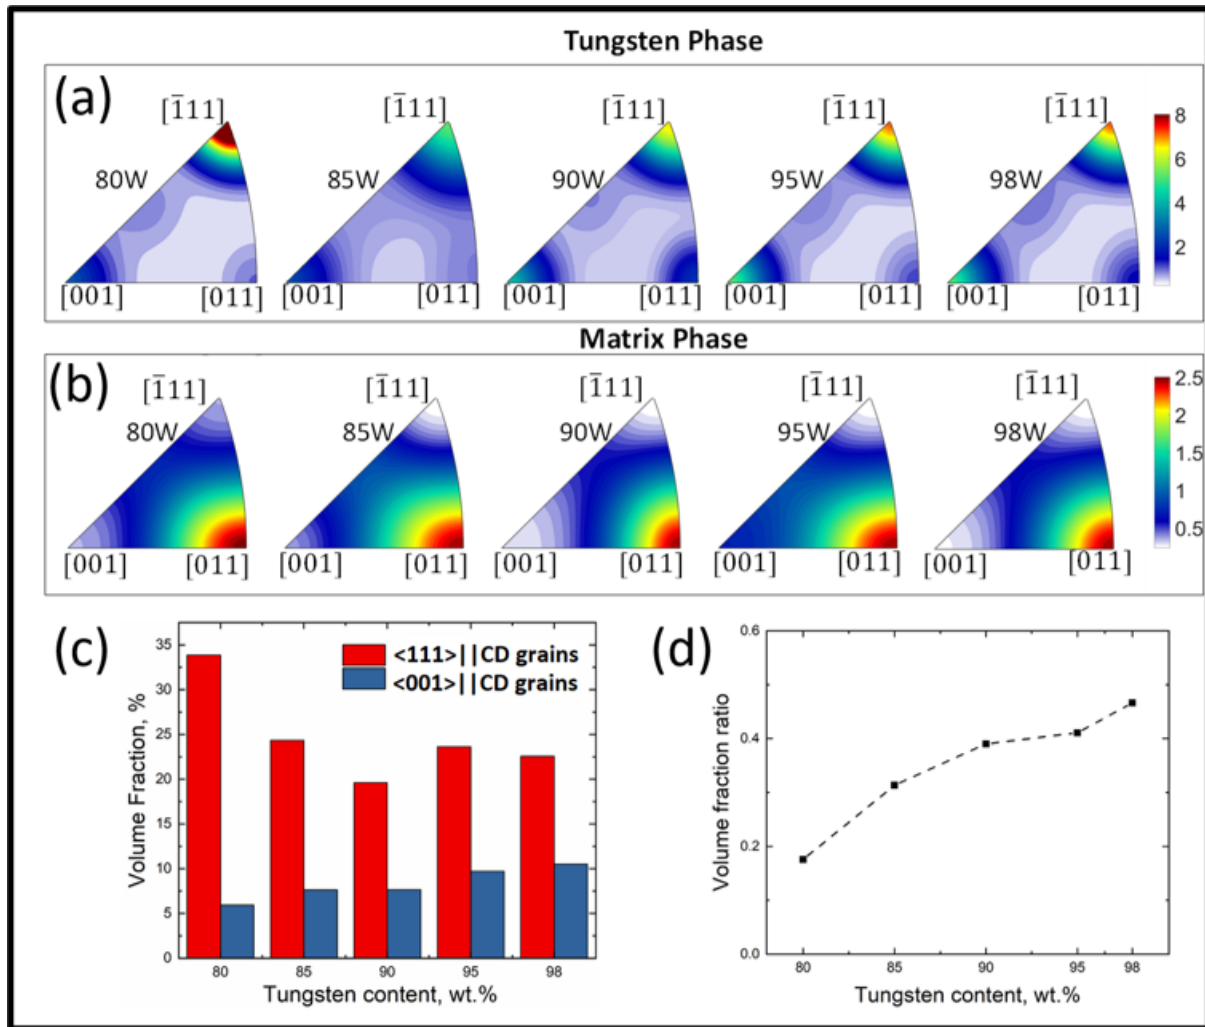 Tungsten Phase
(a)
[1̄11] [1̄11] [1̄11] [1̄11] [1̄11]
80W 85W 90W 95W 98W
8
6
4
2
[001] [011] [001] [011] [001] [011] [001] [011] [001] [011]
Matrix Phase
(b)
[1̄11] [1̄11] [1̄11] [1̄11] [1̄11]
80W 85W 90W 95W 98W
2.5
2
1.5
1
0.5
[001] [011] [001] [011] [001] [011] [001] [011] [001] [011]
(c)
<111>||CD grains
<001>||CD grains
Volume Fraction, %
35
30
25
20
15
10
5
0
80 85 90 95 98
Tungsten content, wt.%
(d)
Volume fraction ratio
0.6
0.4
0.2
0.0
80 85 90 95 98
Tungsten content, wt.%